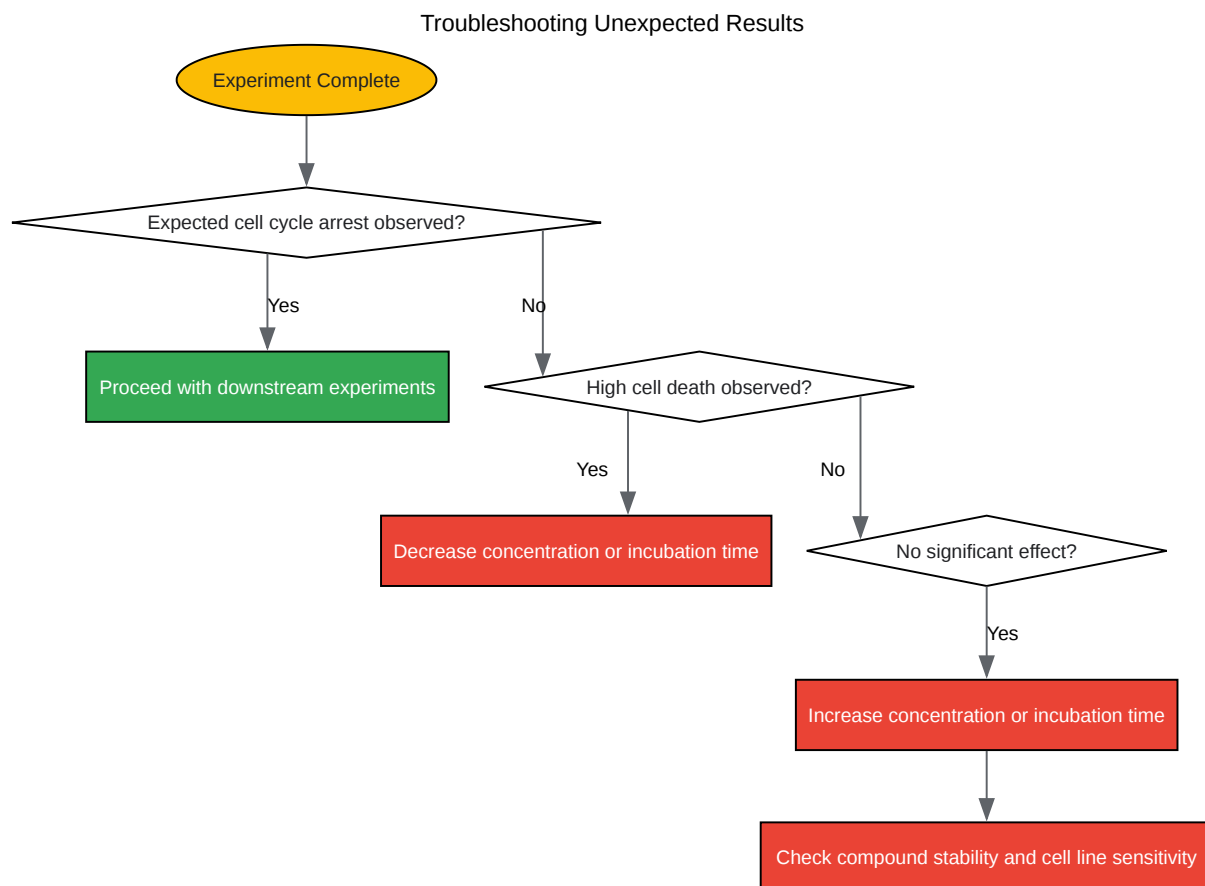 Troubleshooting Unexpected Results
Experiment Complete
Expected cell cycle arrest observed?
Yes
No
Proceed with downstream experiments
High cell death observed?
Yes
No
Decrease concentration or incubation time
No significant effect?
Yes
Increase concentration or incubation time
Check compound stability and cell line sensitivity